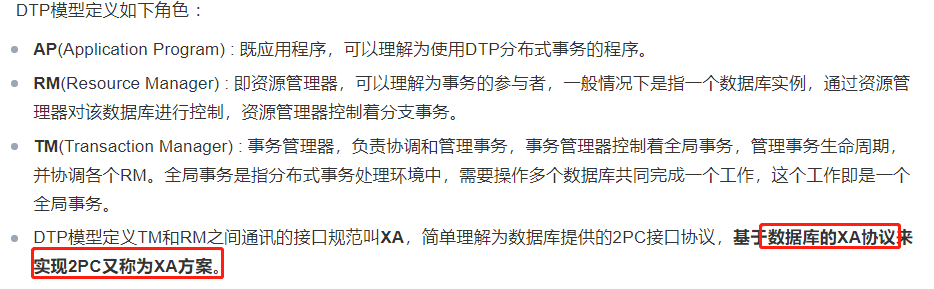 DTP模型定义如下角色：
AP(Application Program) : 既应用程序，可以理解为使用DTP分布式事务的程序。
RM(Resource Manager) : 即资源管理器，可以理解为事务的参与者，一般情况下是指一个数据库实例，通过资源管
理器对该数据库进行控制，资源管理器控制着分支事务。
TM(Transaction Manager) : 事务管理器，负责协调和管理事务，事务管理器控制着全局事务，管理事务生命周期，
并协调各个RM。全局事务是指分布式事务处理环境中，需要操作多个数据库共同完成一个工作，这个工作即是一个
全局事务。
DTP模型定义TM和RM之间通讯的接口规范叫XA，简单理解为数据库提供的2PC接口协议，基于数据库的XA协议来
实现2PC又称为XA方案。